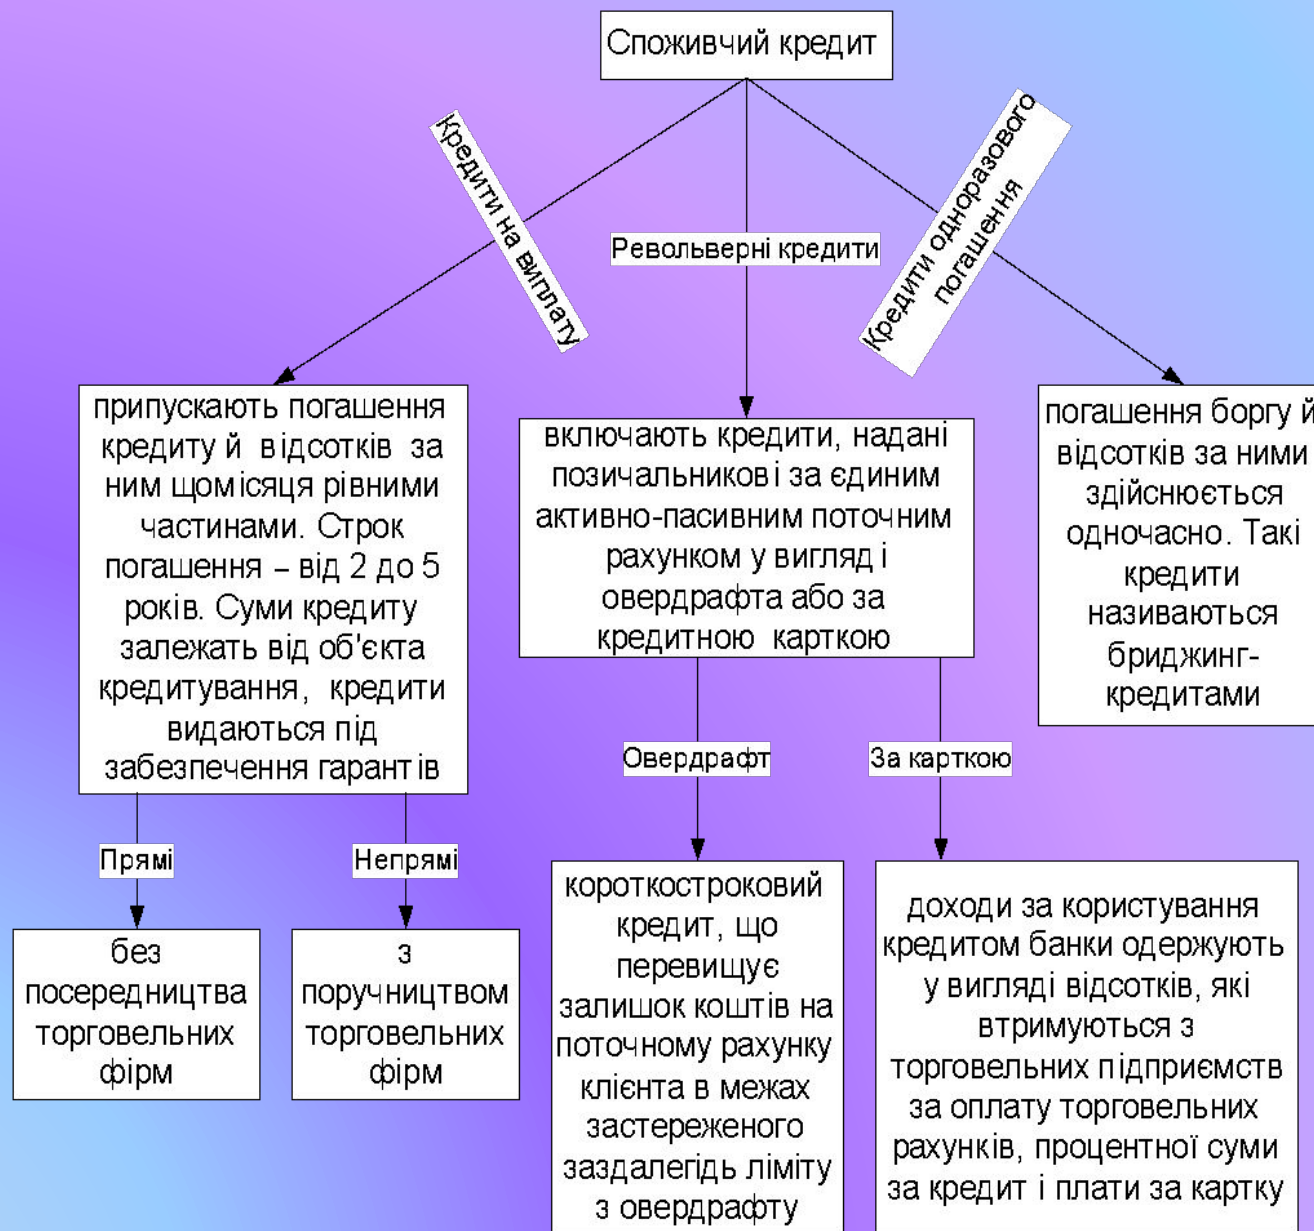 Споживчий кредит
Кредити на виплату
Револьверні кредити
Кредити одноразового
погашення
припускають погашення
кредиту й відсотків за
ним щомісяця рівними
частинами. Строк
погашення – від 2 до 5
років. Суми кредиту
залежать від об'єкта
кредитування, кредити
видаються під
забезпечення гарантів
включають кредити, надані
позичальникові за єдиним
активно-пасивним поточним
рахунком у вигляді
овердрафта або за
кредитною карткою
погашення боргу й
відсотків за ними
здійснюється
одночасно. Такі
кредити
називаються
бриджинг-
кредитами
Прямі
Непрямі
Овердрафт
За карткою
без
посередництва
торговельних
фірм
з
поручництвом
торговельних
фірм
короткостроковий
кредит, що
перевищує
залишок коштів на
поточному рахунку
клієнта в межах
застереженого
заздалегідь ліміту
з овердрафту
доходи за користування
кредитом банки одержують
у вигляді відсотків, які
втримуються з
торговельних підприємств
за оплату торговельних
рахунків, процентної суми
за кредит і плати за картку